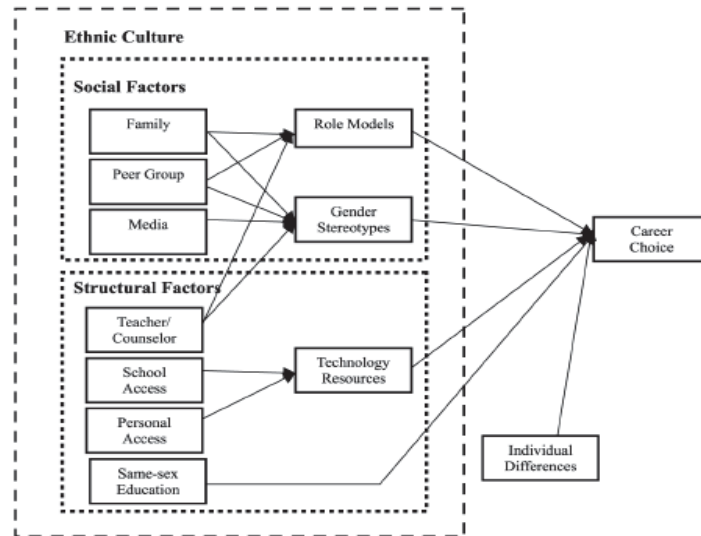 Ethnic Culture
Social Factors
Family
Role Models
Peer Group
Media
Gender
Stereotypes
Career
Choice
Structural Factors
Teacher/
Counselor
School
Access
Technology
Resources
Personal
Access
Individual
Differences
Same-sex
Education